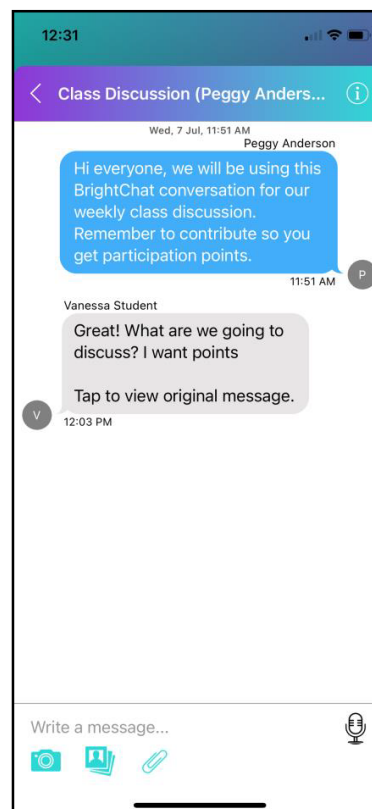 12:31
Class Discussion (Peggy Anders...
Wed, 7 Jul, 11:51 AM
Peggy Anderson
Hi everyone, we will be using this
BrightChat conversation for our
weekly class discussion.
Remember to contribute so you
get participation points.
11:51 AM
P
Vanessa Student
Great! What are we going to
discuss? I want points
Tap to view original message.
V
12:03 PM
Write a message...